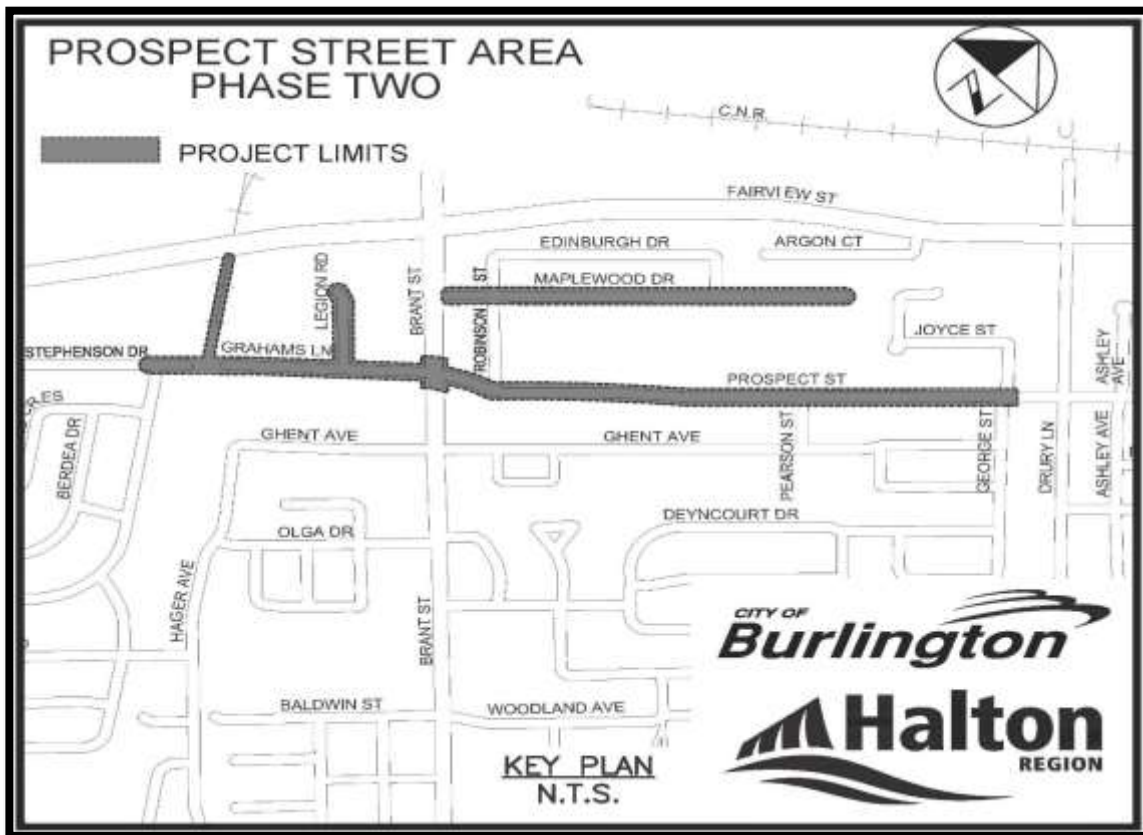 PROSPECT STREET AREA
PHASE TWO
PROJECT LIMITS
C.N.R.
FAIRVIEW ST
EDINBURGH DR
ARGON CT
MAPLEWOOD DR
LEGION RD
BRANT ST
ROBINSON ST
JOYCE ST
STEPHENSON DR
GRAHAMS LN
PROSPECT ST
ASHLEY AVE
GHENT AVE
GHENT AVE
PEARSON ST
GEORGE ST
DRURY LN
ASHLEY AVE
BERDEA DR
OLGA DR
DEYNCOURT DR
HAGER AVE
BRANT ST
BALDWIN ST
WOODLAND AVE
KEY PLAN
N.T.S.
CITY OF
Burlington
Halton
REGION